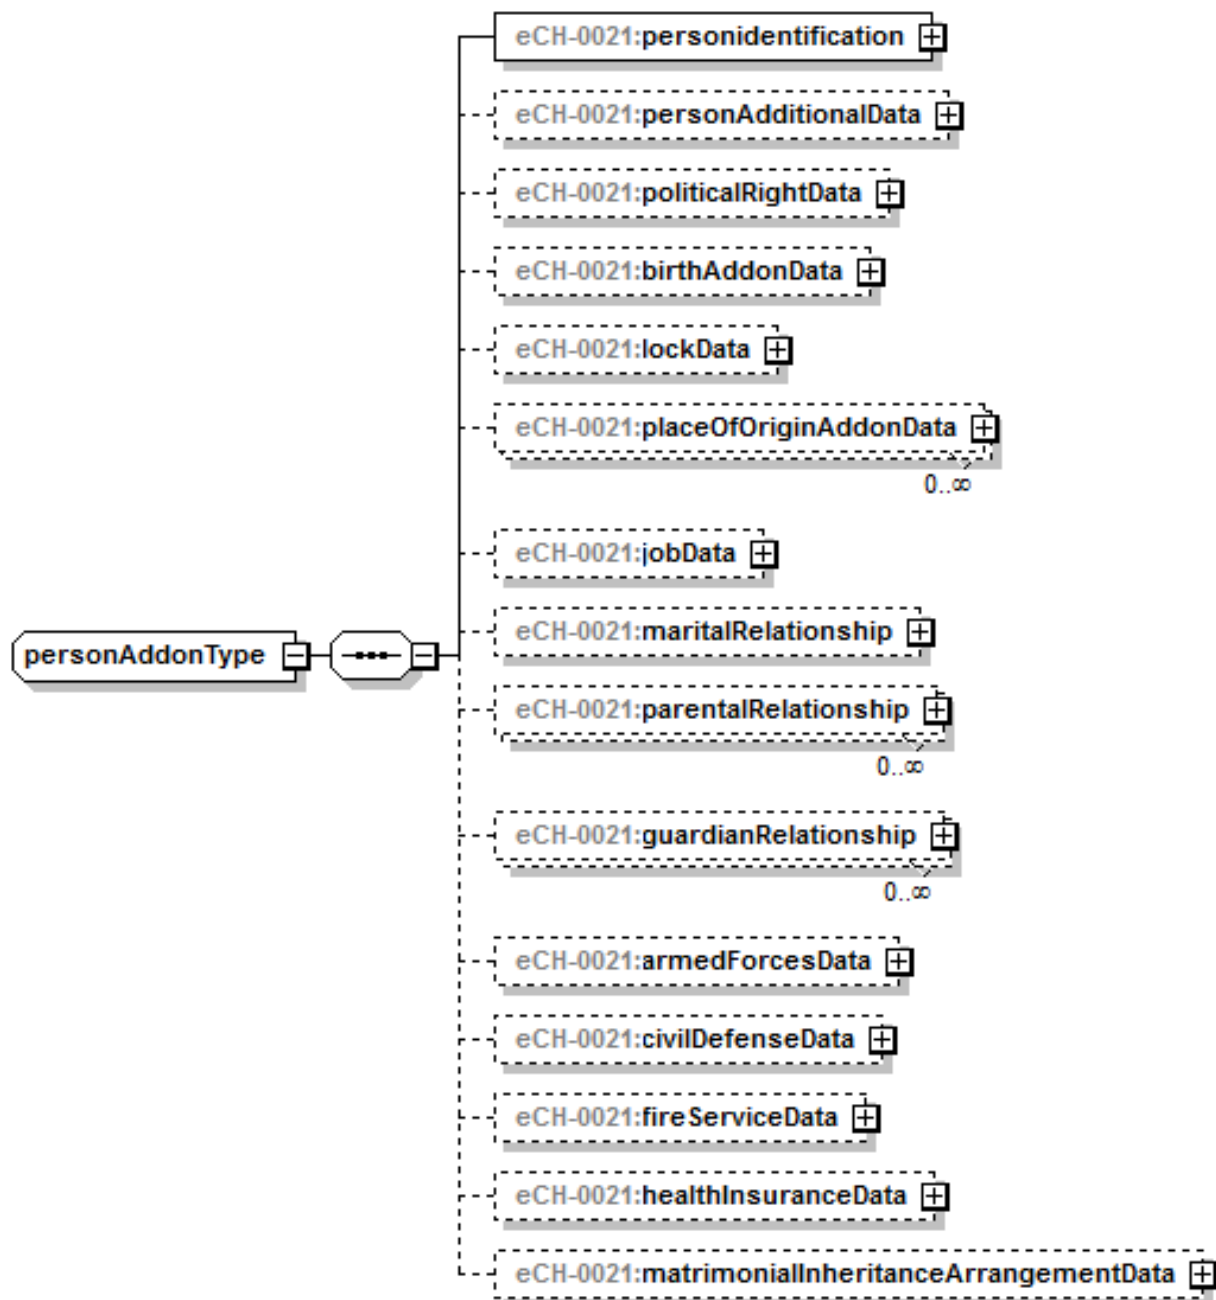 eCH-0021:personidentification
eCH-0021:personAdditionalData
eCH-0021:politicalRightData
eCH-0021:birthAddonData
eCH-0021:lockData
eCH-0021:placeOfOriginAddonData
0..∞
eCH-0021:jobData
eCH-0021:maritalRelationship
personAddonType
eCH-0021:parentalRelationship
0..∞
eCH-0021:guardianRelationship
0..∞
eCH-0021:armedForcesData
eCH-0021:civilDefenseData
eCH-0021:fireServiceData
eCH-0021:healthInsuranceData
eCH-0021:matrimonialInheritanceArrangementData